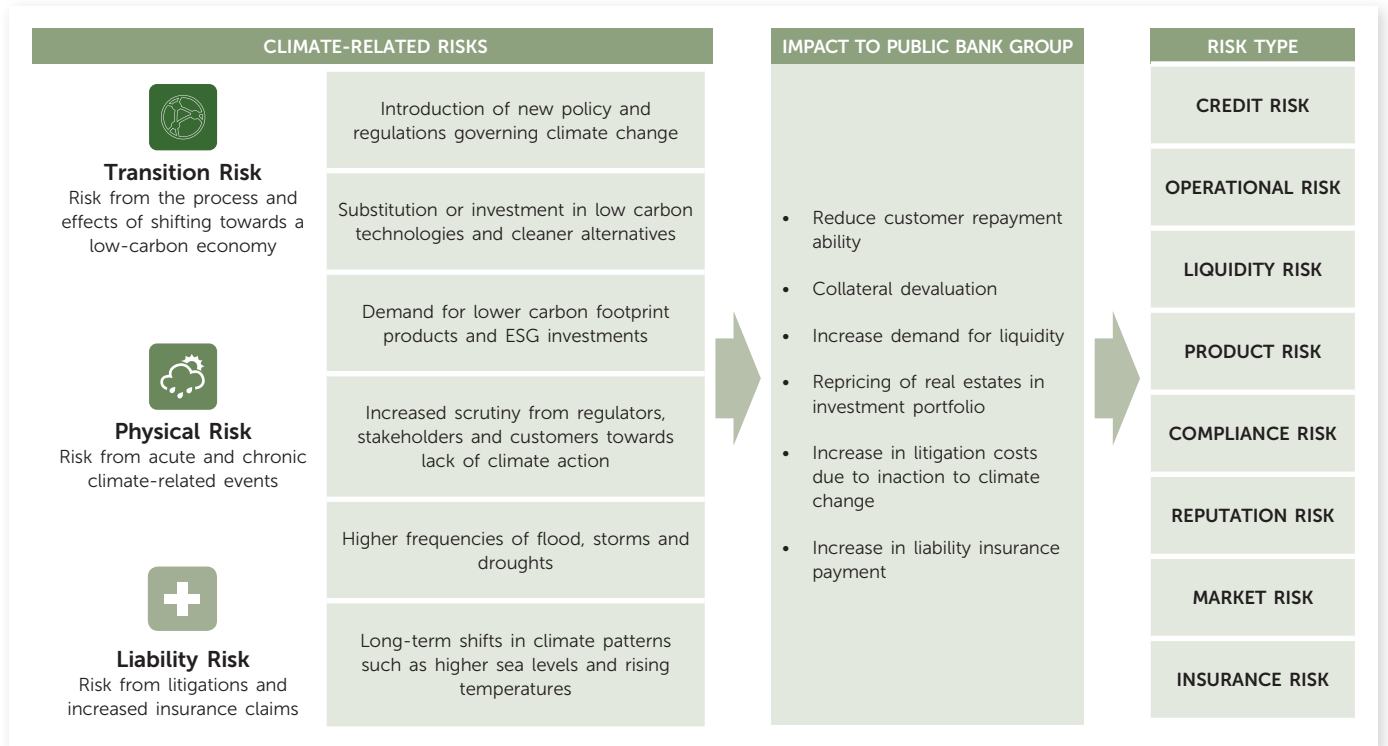 CLIMATE-RELATED RISKS
Transition Risk
Risk from the process and
effects of shifting towards a
low-carbon economy
Physical Risk
Risk from acute and chronic
climate-related events
Liability Risk
Risk from litigations and
increased insurance claims
Introduction of new policy and
regulations governing climate change
Substitution or investment in low carbon
technologies and cleaner alternatives
Demand for lower carbon footprint
products and ESG investments
Increased scrutiny from regulators,
stakeholders and customers towards
lack of climate action
Higher frequencies of flood, storms and
droughts
Long-term shifts in climate patterns
such as higher sea levels and rising
temperatures
IMPACT TO PUBLIC BANK GROUP
• Reduce customer repayment
ability
• Collateral devaluation
• Increase demand for liquidity
• Repricing of real estates in
investment portfolio
• Increase in litigation costs
due to inaction to climate
change
• Increase in liability insurance
payment
RISK TYPE
CREDIT RISK
OPERATIONAL RISK
LIQUIDITY RISK
PRODUCT RISK
COMPLIANCE RISK
REPUTATION RISK
MARKET RISK
INSURANCE RISK